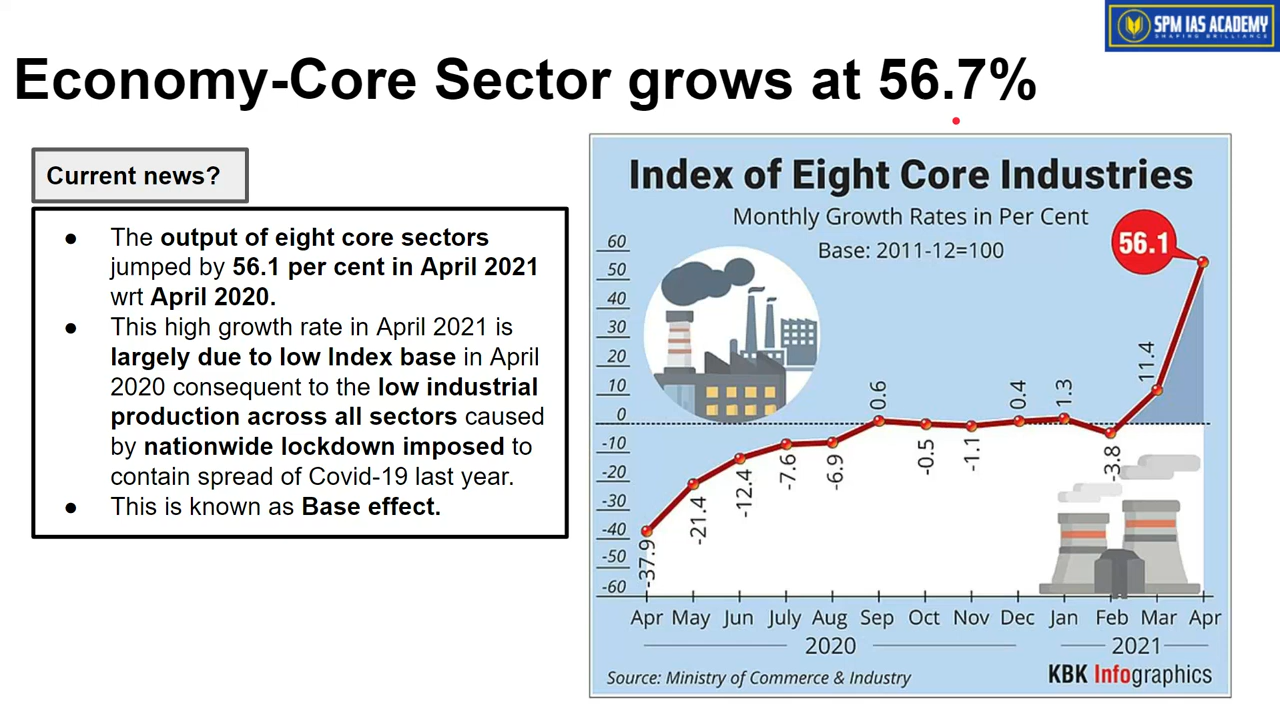 SPM IAS ACADEMY
SHAPING BRILLIANCE
Economy-Core Sector grows at 56.7%
Current news?
● The output of eight core sectors
jumped by 56.1 per cent in April 2021
wrt April 2020.
● This high growth rate in April 2021 is
largely due to low Index base in April
2020 consequent to the low industrial
production across all sectors caused
by nationwide lockdown imposed to
contain spread of Covid-19 last year.
● This is known as Base effect.
Index of Eight Core Industries
Monthly Growth Rates in Per Cent
Base: 2011-12=100
56.1
60
50
40
30
20
10
0
-10
-20
-30
-40
-50
-60
-37.9
-21.4
-12.4
-7.6
-6.9
0.6
-0.5
-1.1
0.4
1.3
-3.8
11.4
Apr May Jun July Aug Sep Oct Nov Dec Jan Feb Mar Apr
2020 2021
Source: Ministry of Commerce & Industry
KBK Infographics